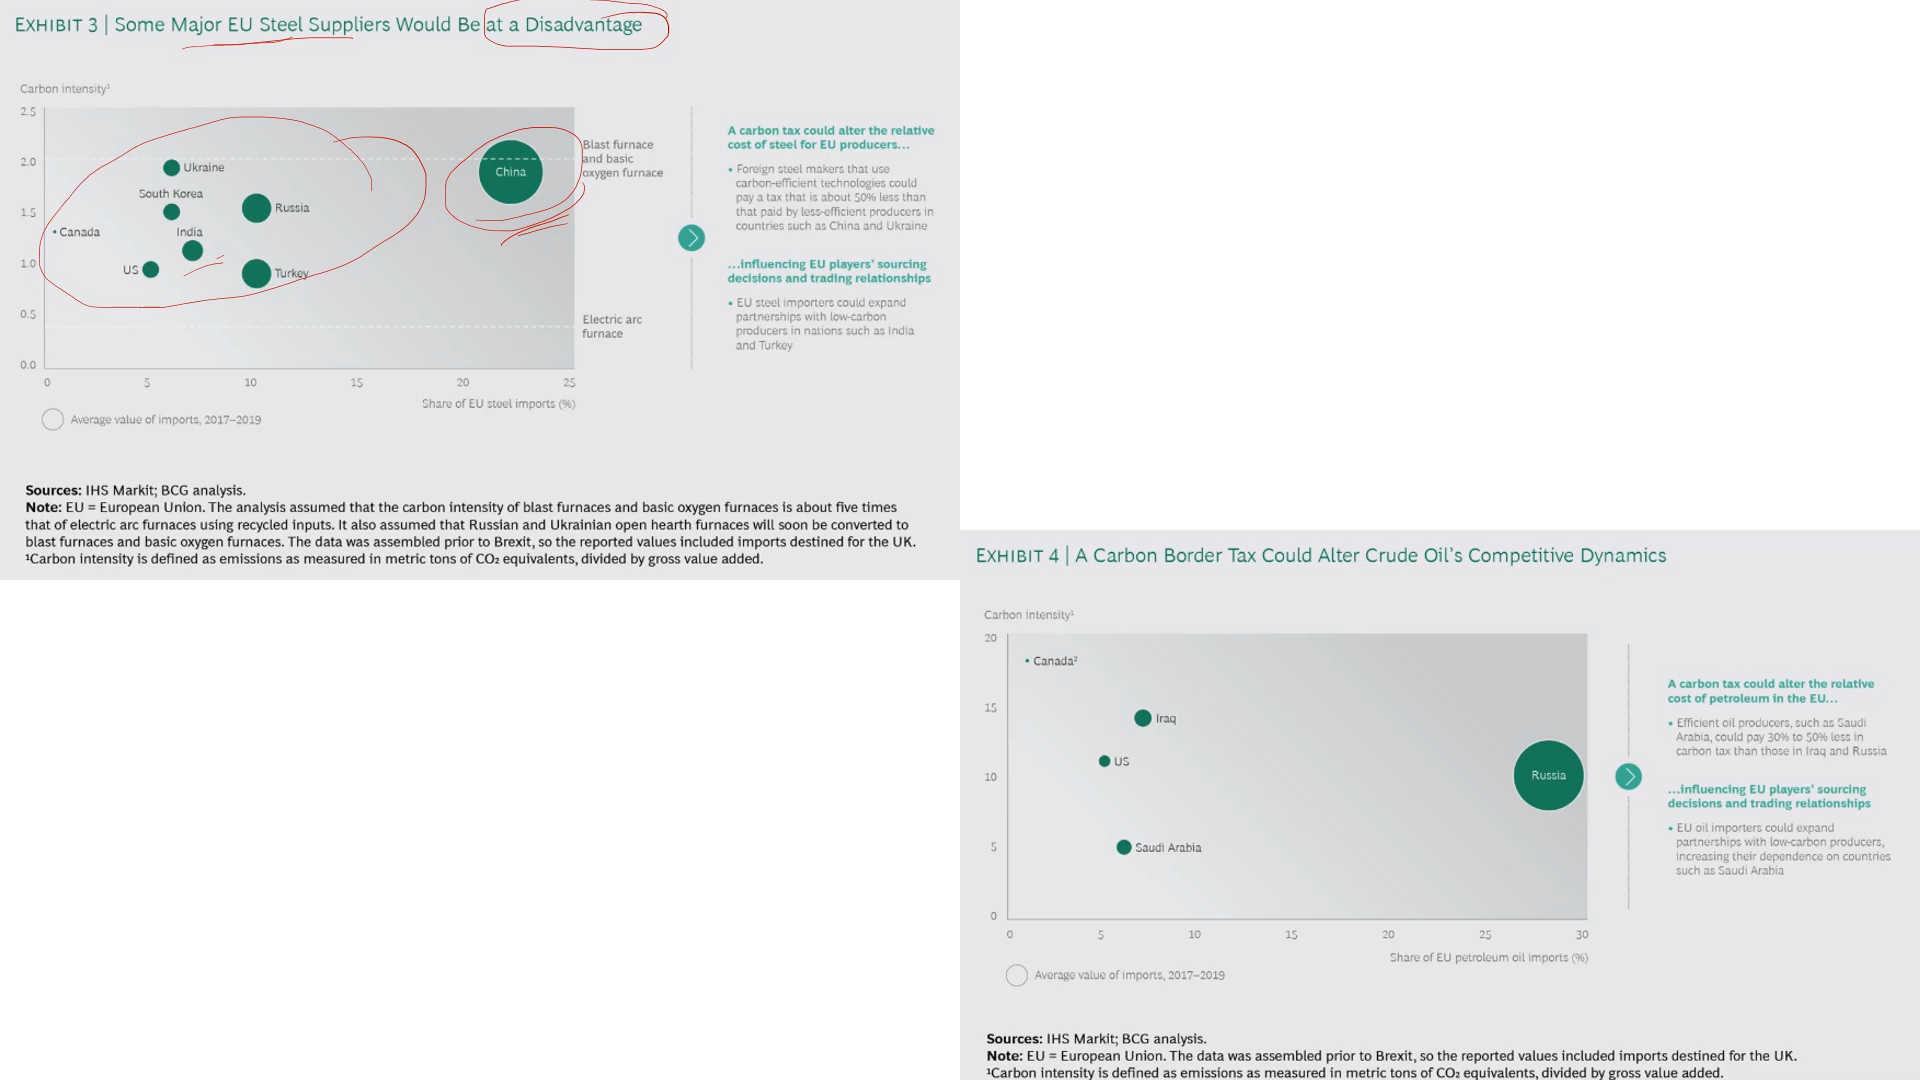 EXHIBIT 3 | Some Major EU Steel Suppliers Would Be at a Disadvantage
Carbon intensity¹
2.5
2.0
1.5
1.0
0.5
0.0
Ukraine
South Korea
Russia
Canada
India
US
Turkey
China
Blast furnace
and basic
oxygen furnace
Electric arc
furnace
0 5 10 15 20 25
Share of EU steel imports (%)
Average value of imports, 2017–2019
A carbon tax could alter the relative
cost of steel for EU producers…
• Foreign steel makers that use
carbon-efficient technologies could
pay a tax that is about 50% less than
that paid by less-efficient producers in
countries such as China and Ukraine
…influencing EU players’ sourcing
decisions and trading relationships
• EU steel importers could expand
partnerships with low-carbon
producers in nations such as India
and Turkey
Sources: IHS Markit; BCG analysis.
Note: EU = European Union. The analysis assumed that the carbon intensity of blast furnaces and basic oxygen furnaces is about five times
that of electric arc furnaces using recycled inputs. It also assumed that Russian and Ukrainian open hearth furnaces will soon be converted to
blast furnaces and basic oxygen furnaces. The data was assembled prior to Brexit, so the reported values included imports destined for the UK.
¹Carbon intensity is defined as emissions as measured in metric tons of CO₂ equivalents, divided by gross value added.
EXHIBIT 4 | A Carbon Border Tax Could Alter Crude Oil’s Competitive Dynamics
Carbon intensity¹
20
15
10
5
0
Canada²
Iraq
US
Russia
Saudi Arabia
0 5 10 15 20 25 30
Share of EU petroleum oil imports (%)
Average value of imports, 2017–2019
A carbon tax could alter the relative
cost of petroleum in the EU…
• Efficient oil producers, such as Saudi
Arabia, could pay 30% to 50% less in
carbon tax than those in Iraq and Russia
…influencing EU players’ sourcing
decisions and trading relationships
• EU oil importers could expand
partnerships with low-carbon producers,
increasing their dependence on countries
such as Saudi Arabia
Sources: IHS Markit; BCG analysis.
Note: EU = European Union. The data was assembled prior to Brexit, so the reported values included imports destined for the UK.
¹Carbon intensity is defined as emissions as measured in metric tons of CO₂ equivalents, divided by gross value added.